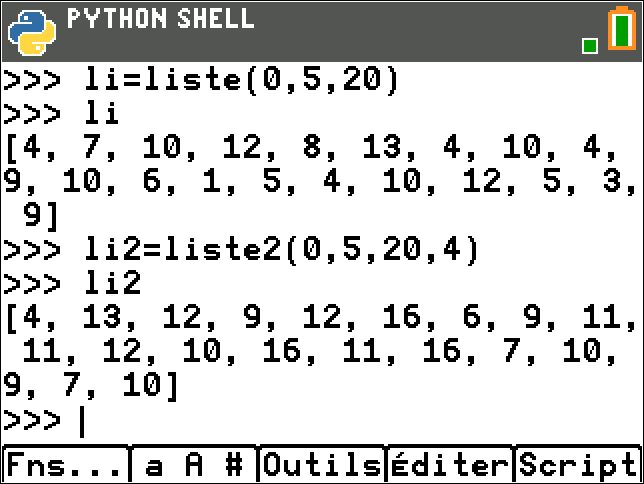 PYTHON SHELL
>>> li=liste(0,5,20)
>>> li
[4, 7, 10, 12, 8, 13, 4, 10, 4,
9, 10, 6, 1, 5, 4, 10, 12, 5, 3,
9]
>>> li2=liste2(0,5,20,4)
>>> li2
[4, 13, 12, 9, 12, 16, 6, 9, 11,
11, 12, 10, 16, 11, 16, 7, 10,
9, 7, 10]
>>>
Fns... a A # Outils Éditer Script